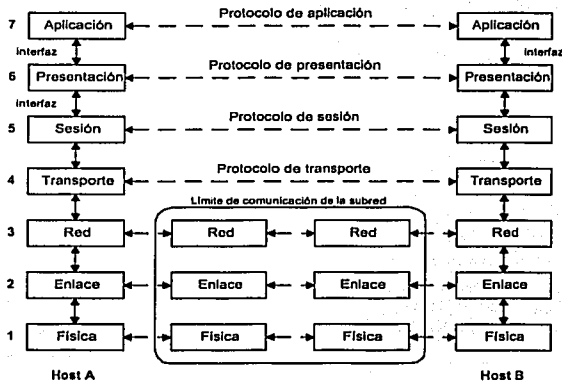 7 Aplicación Protocolo de aplicación Aplicación
interfaz interfaz
6 Presentación Protocolo de presentación Presentación
interfaz
5 Sesión Protocolo de sesión Sesión
4 Transporte Protocolo de transporte Transporte
Límite de comunicación de la subred
3 Red Red Red Red
2 Enlace Enlace Enlace Enlace
1 Física Física Física Física
Host A Host B